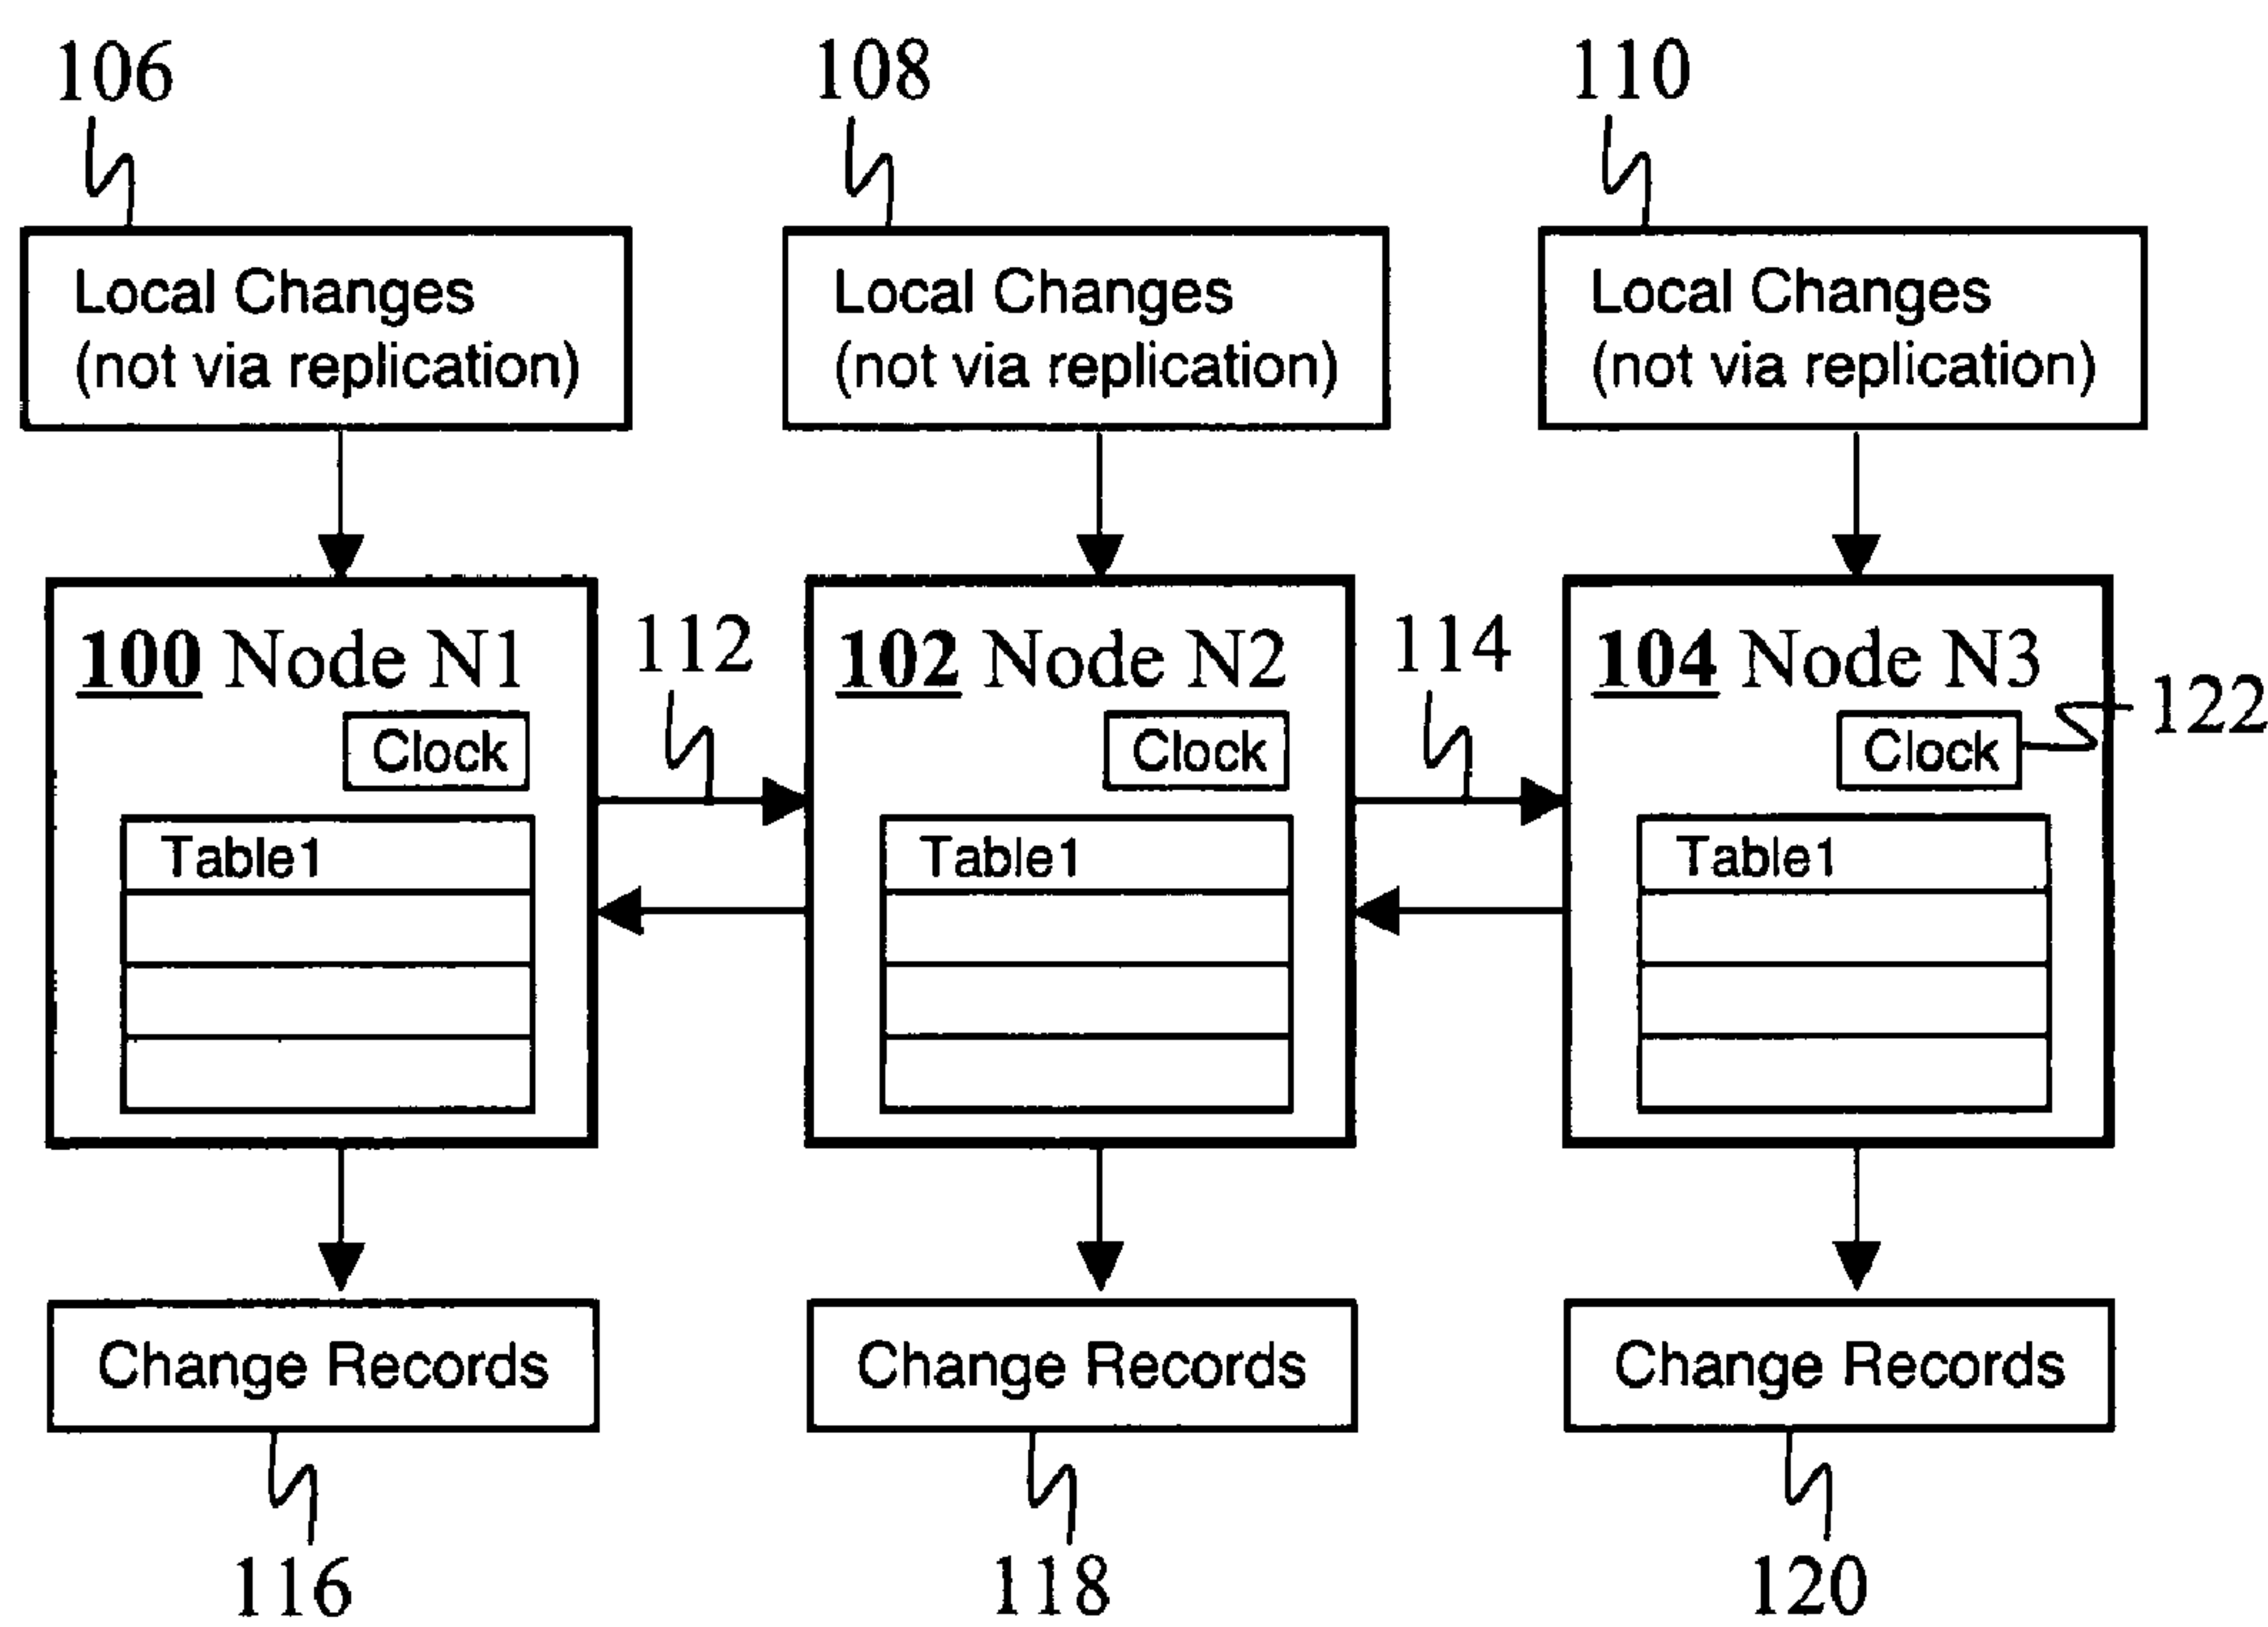 106
108
110
Local Changes
(not via replication)
Local Changes
(not via replication)
Local Changes
(not via replication)
100 Node N1
112
102 Node N2
114
104 Node N3
122
Clock
Clock
Clock
Table1
Table1
Table1
Change Records
Change Records
Change Records
116
118
120